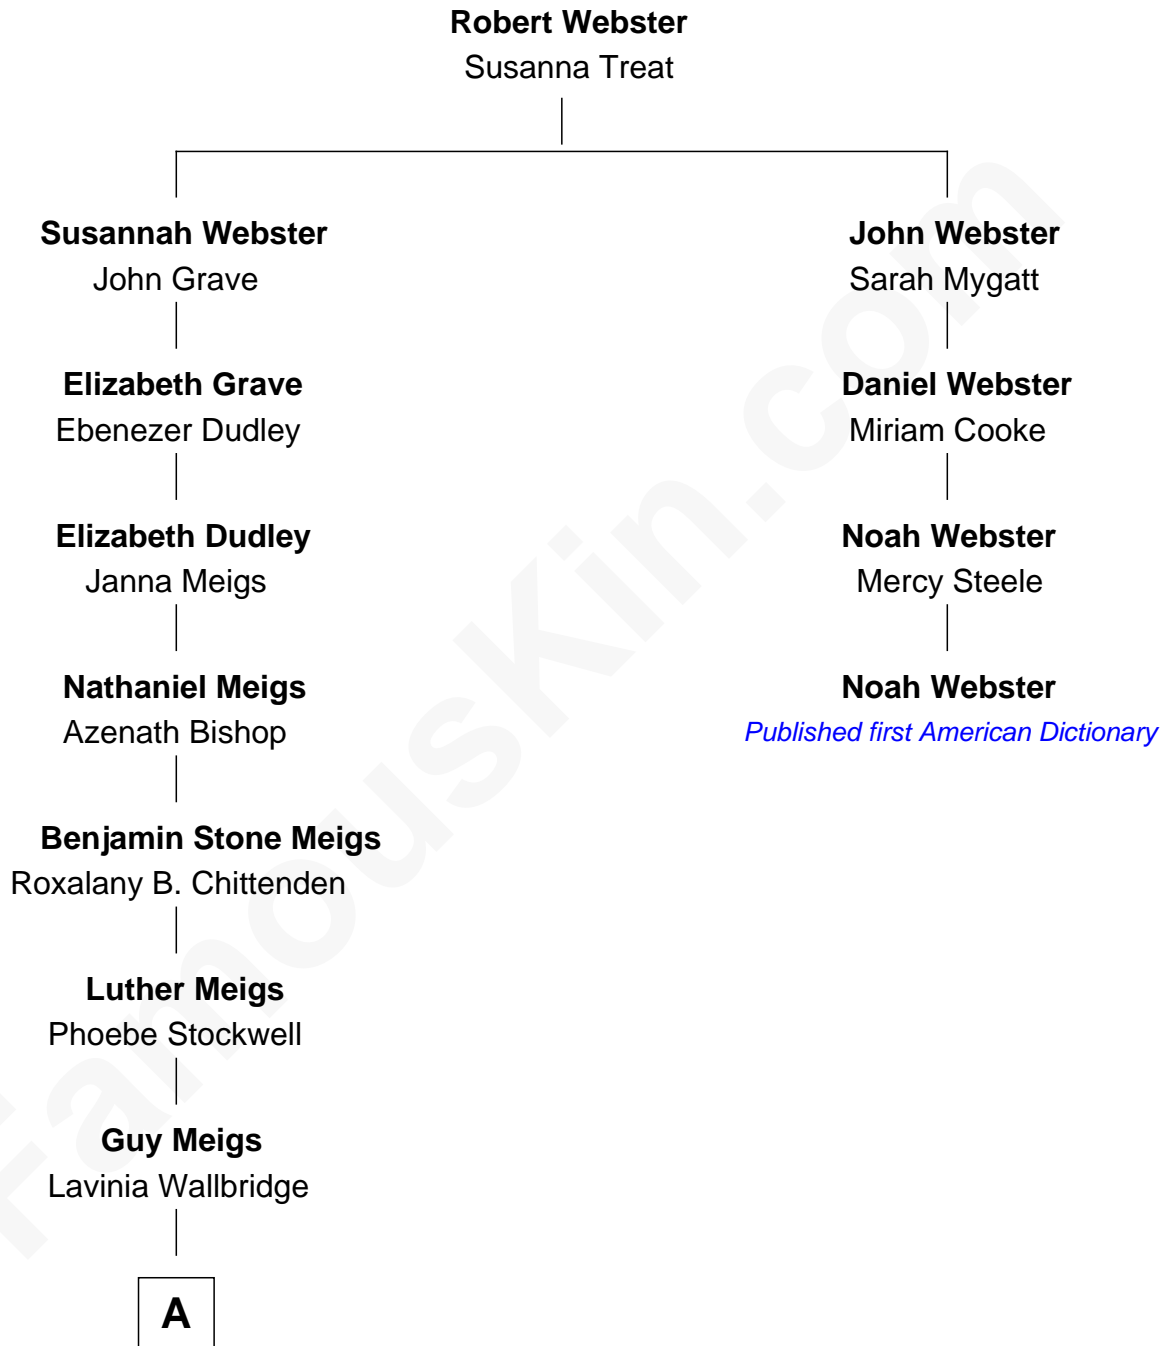 Robert Webster
Susanna Treat
Susannah Webster
John Grave
John Webster
Sarah Mygatt
Elizabeth Grave
Ebenezer Dudley
Daniel Webster
Miriam Cooke
Elizabeth Dudley
Janna Meigs
Noah Webster
Mercy Steele
Nathaniel Meigs
Azenath Bishop
Noah Webster
Published first American Dictionary
Benjamin Stone Meigs
Roxalany B. Chittenden
Luther Meigs
Phoebe Stockwell
Guy Meigs
Lavinia Wallbridge
A
FamousKin.com